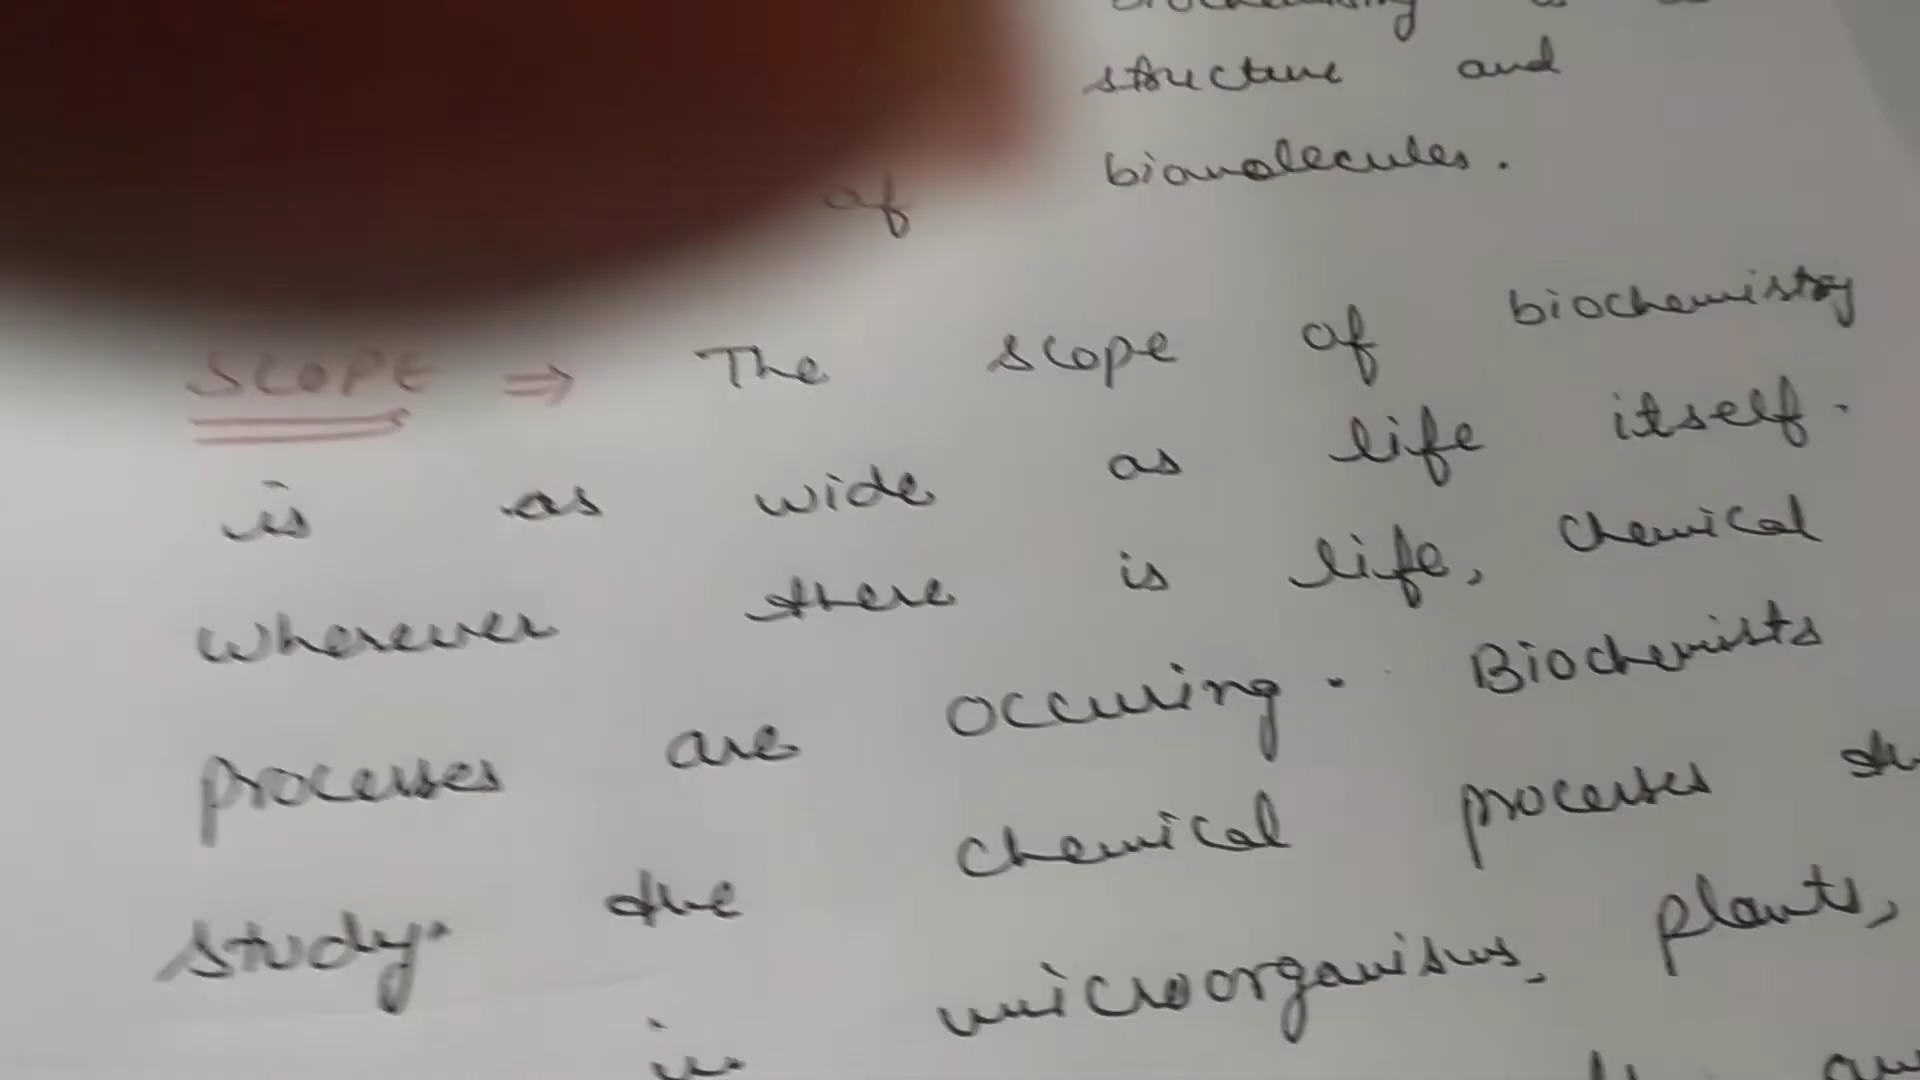 structure and
of biomolecules.
SCOPE ⇒ The scope of biochemistry
is as wide as life itself.
wherever there is life, chemical
processes are occuring. Biochemists
study. the chemical processes
in microorganisms, plants,